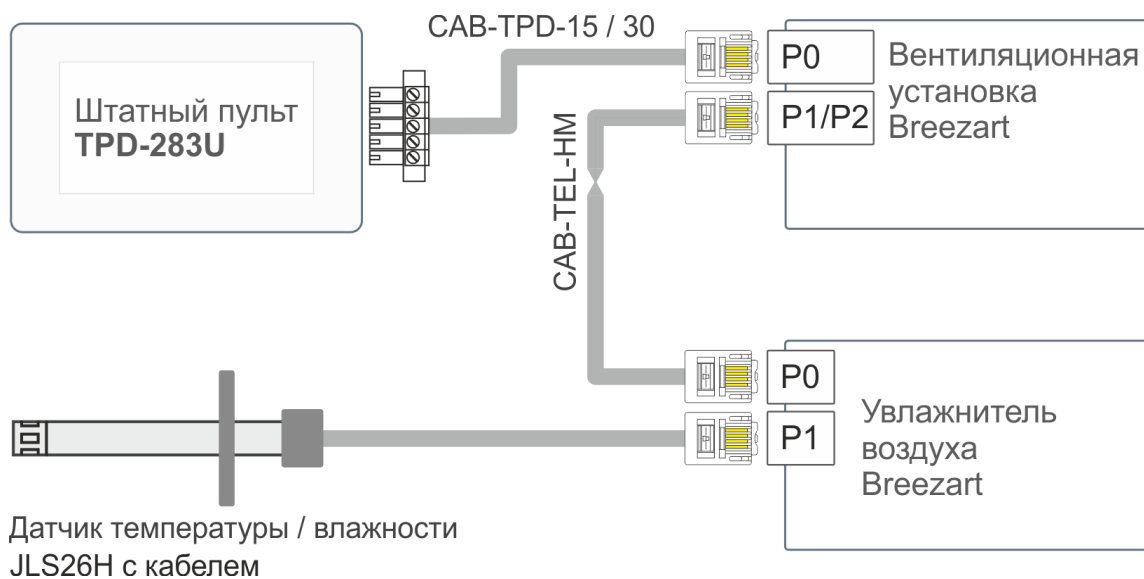 CAB-TPD-15 / 30
Штатный пульт
TPD-283U
P0
Вентиляционная
установка
Breezart
P1/P2
CAB-TEL-HM
P0
P1
Увлажнитель
воздуха
Breezart
Датчик температуры / влажности
JLS26H с кабелем